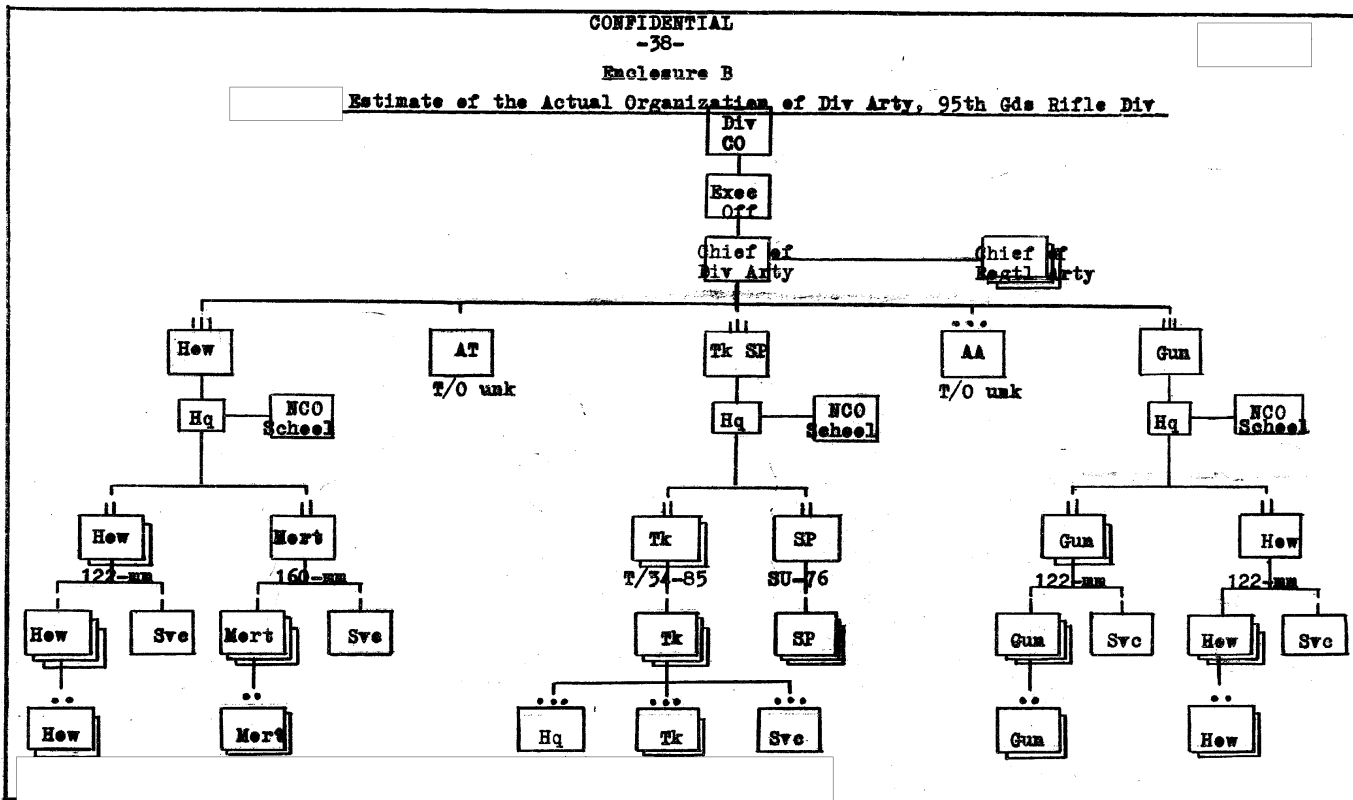 CONFIDENTIAL
-38-
Enclosure B
Estimate of the Actual Organization of Div Arty, 95th Gds Rifle Div
Div
CO
Exec
Off
Chief of
Div Arty
Chief of
Regtl Arty
How
AT
Tk SP
AA
Gun
T/O unk
T/O unk
Hq
NCO
School
Hq
NCO
School
Hq
NCO
School
How
Mort
Tk
SP
Gun
How
122-mm
160-mm
T/34-85
SU-76
122-mm
122-mm
How
Svc
Mort
Svc
Tk
SP
Gun
Svc
How
Svc
How
Mort
Hq
Tk
Svc
Gun
How